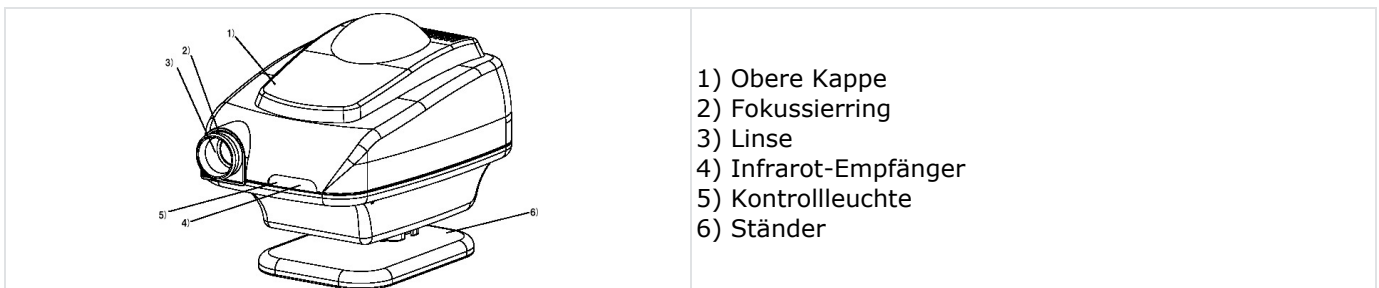 1)
2)
3)
5)
4)
6)
1) Obere Kappe
2) Fokussierring
3) Linse
4) Infrarot-Empfänger
5) Kontrollleuchte
6) Ständer